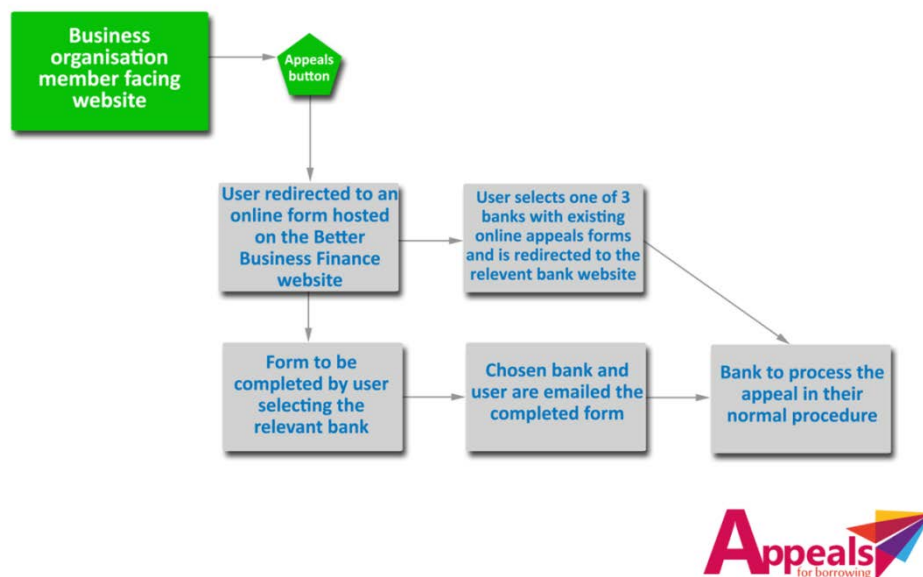 Business
organisation
member facing
website
Appeals
button
User redirected to an
online form hosted
on the Better
Business Finance
website
User selects one of 3
banks with existing
online appeals forms
and is redirected to the
relevent bank website
Form to be
completed by user
selecting the
relevant bank
Chosen bank and
user are emailed the
completed form
Bank to process the
appeal in their
normal procedure
Appeals
for borrowing